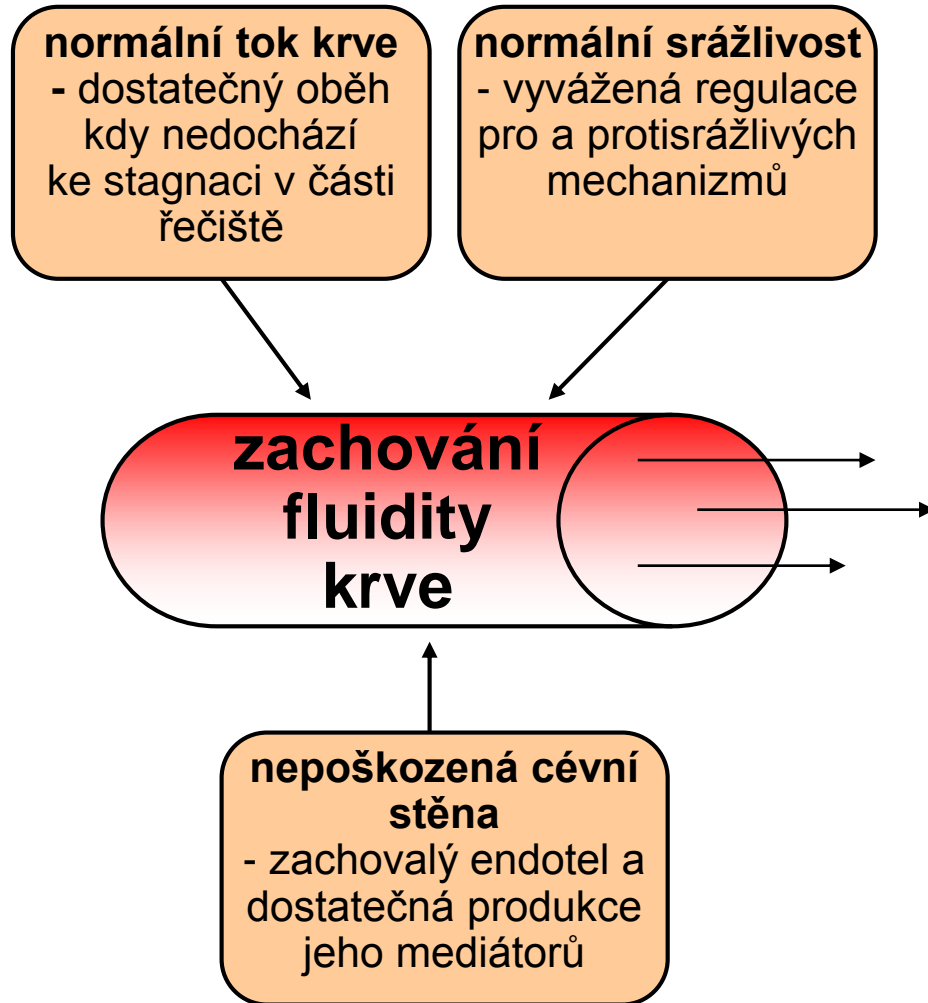 normální tok krve
- dostatečný oběh
kdy nedochází
ke stagnaci v části
řečiště
normální srážlivost
- vyvážená regulace
pro a protisrážlivých
mechanizmů
zachování
fluidity
krve
nepoškozená cévní
stěna
- zachovalý endotel a
dostatečná produkce
jeho mediátorů